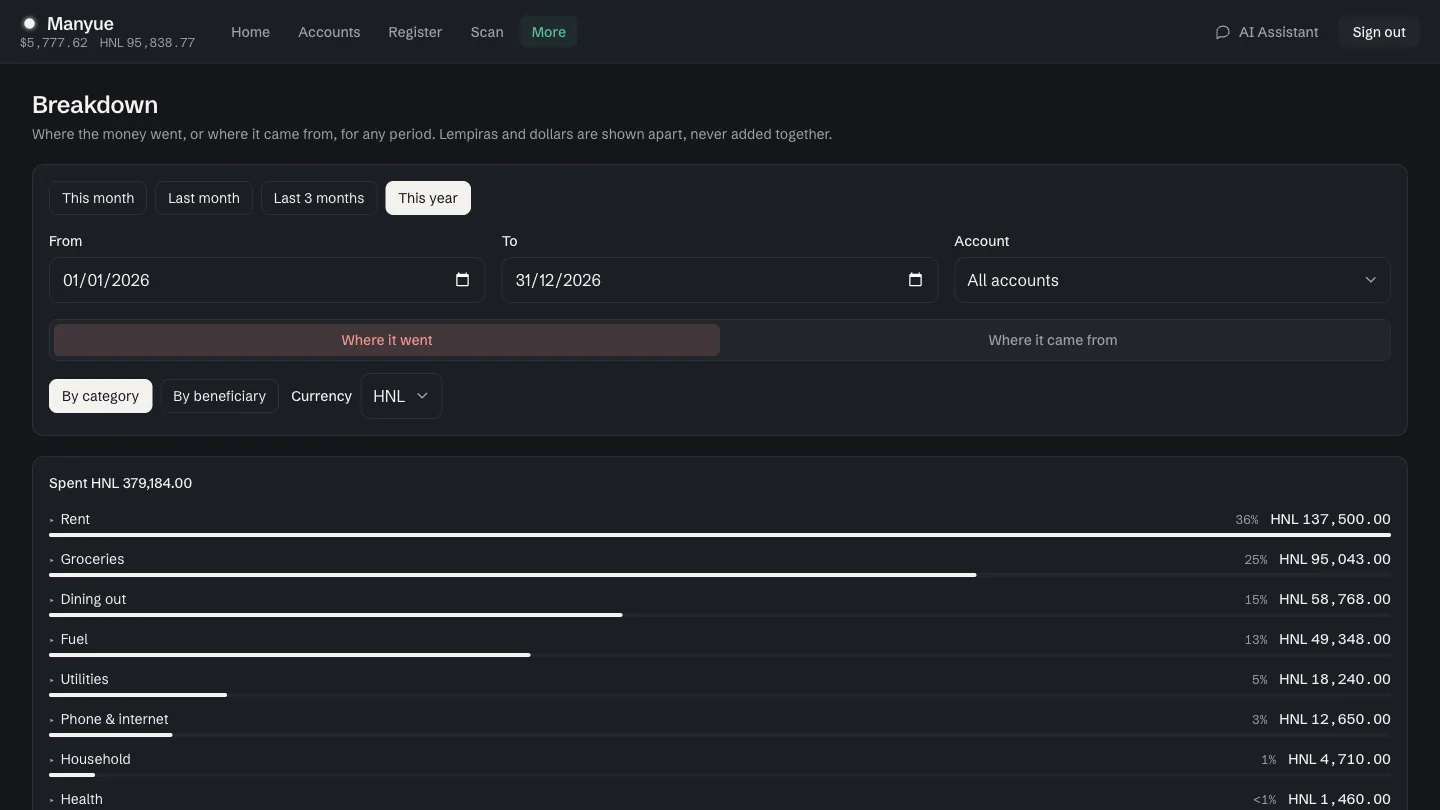 Manyue
$5,777.62 HNL 95,838.77
Home Accounts Register Scan More
AI Assistant Sign out
Breakdown
Where the money went, or where it came from, for any period. Lempiras and dollars are shown apart, never added together.
This month Last month Last 3 months This year
From To Account
01/01/2026 31/12/2026 All accounts
Where it went Where it came from
By category By beneficiary Currency HNL
Spent HNL 379,184.00
Rent 36% HNL 137,500.00
Groceries 25% HNL 95,043.00
Dining out 15% HNL 58,768.00
Fuel 13% HNL 49,348.00
Utilities 5% HNL 18,240.00
Phone & internet 3% HNL 12,650.00
Household 1% HNL 4,710.00
Health <1% HNL 1,460.00